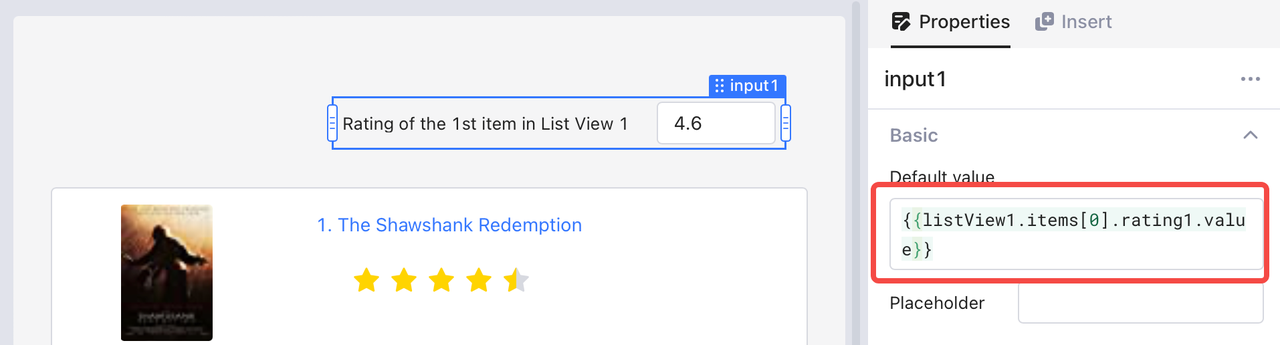 Properties
Insert
input1
input1
Rating of the 1st item in List View 1
4.6
Basic
Default value
{{listView1.items[0].rating1.valu
e}}
Placeholder
1. The Shawshank Redemption